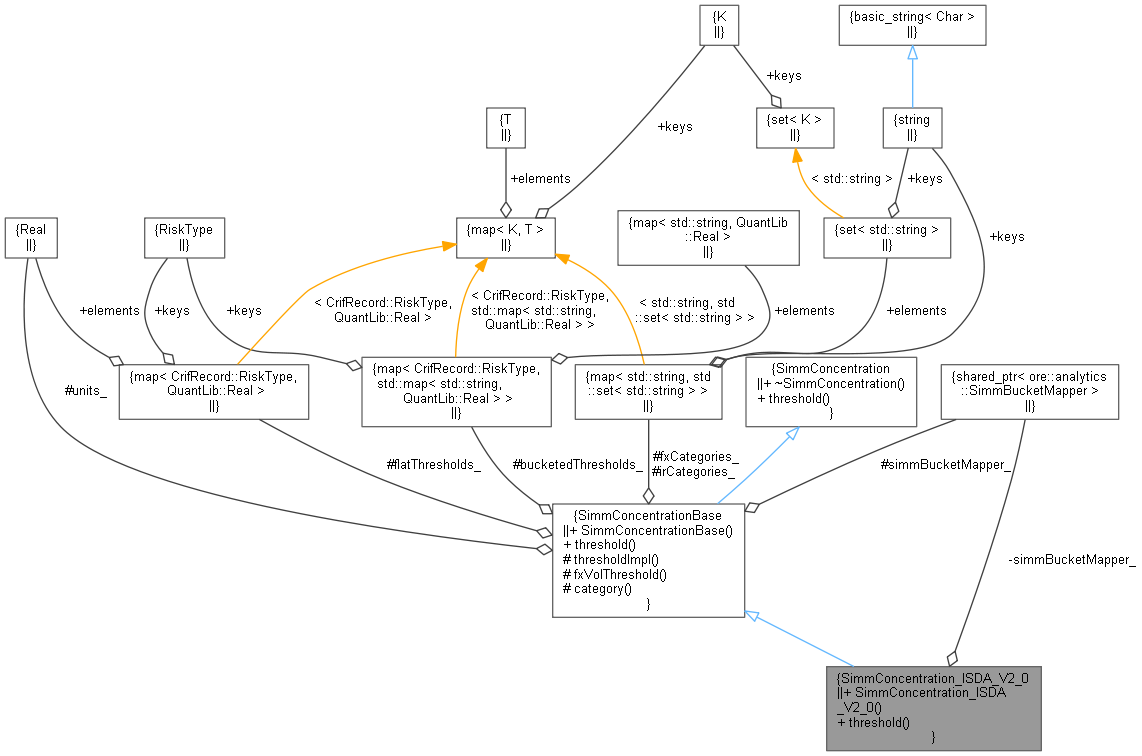 {K
||}
{basic_string< Char >
||}
+keys
{T
||}
+keys
{set< K >
||}
{string
||}
+elements
< std::string >
+keys
{Real
||}
{RiskType
||}
{map< K, T >
||}
{map< std::string, QuantLib
::Real >
||}
{set< std::string >
||}
+keys
+elements
+keys
+keys
< CrifRecord::RiskType,
QuantLib::Real >
< CrifRecord::RiskType,
std::map< std::string,
QuantLib::Real > >
< std::string, std
::set< std::string > >
+elements
+elements
#units_
{map< CrifRecord::RiskType,
QuantLib::Real >
||}
{map< CrifRecord::RiskType,
std::map< std::string,
QuantLib::Real > >
||}
{map< std::string, std
::set< std::string > >
||}
{SimmConcentration
||+ ~SimmConcentration()
+ threshold()
}
{shared_ptr< ore::analytics
::SimmBucketMapper >
||}
#flatThresholds_
#bucketedThresholds_
#fxCategories_
#irCategories_
#simmBucketMapper_
{SimmConcentrationBase
||+ SimmConcentrationBase()
+ threshold()
# thresholdImpl()
# fxVolThreshold()
# category()
}
-simmBucketMapper_
{SimmConcentration_ISDA_V2_0
||+ SimmConcentration_ISDA
_V2_0()
+ threshold()
}